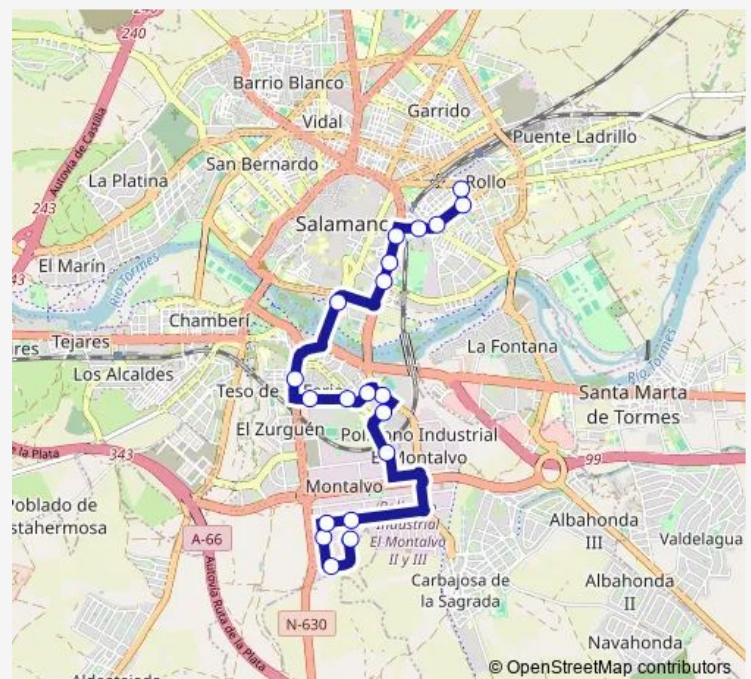 240
240
Barrio Blanco
Garrido
Vidal
Puente Ladrillo
Autovía de Castilla
San Bernardo
La Platina
Rollo
243
Salamanc
El Marín
43
Río Tormes
Chamberí
Tejares
La Fontana
Río Tormes
Los Alcaldes
Teso de
Santa Marta
de Tormes
El Zurguén
Industrial
El Montalvo
la Plata
343
99
Montalvo
Poblado de
stahermosa
Albahonda
III
Industrial
El Montalvo
II y III
Valdelagua
A-66
Carbajosa de
la Sagrada
Albahonda
II
Autovía Ruta de la Plata
N-630
Navahonda
© OpenStreetMap contributors